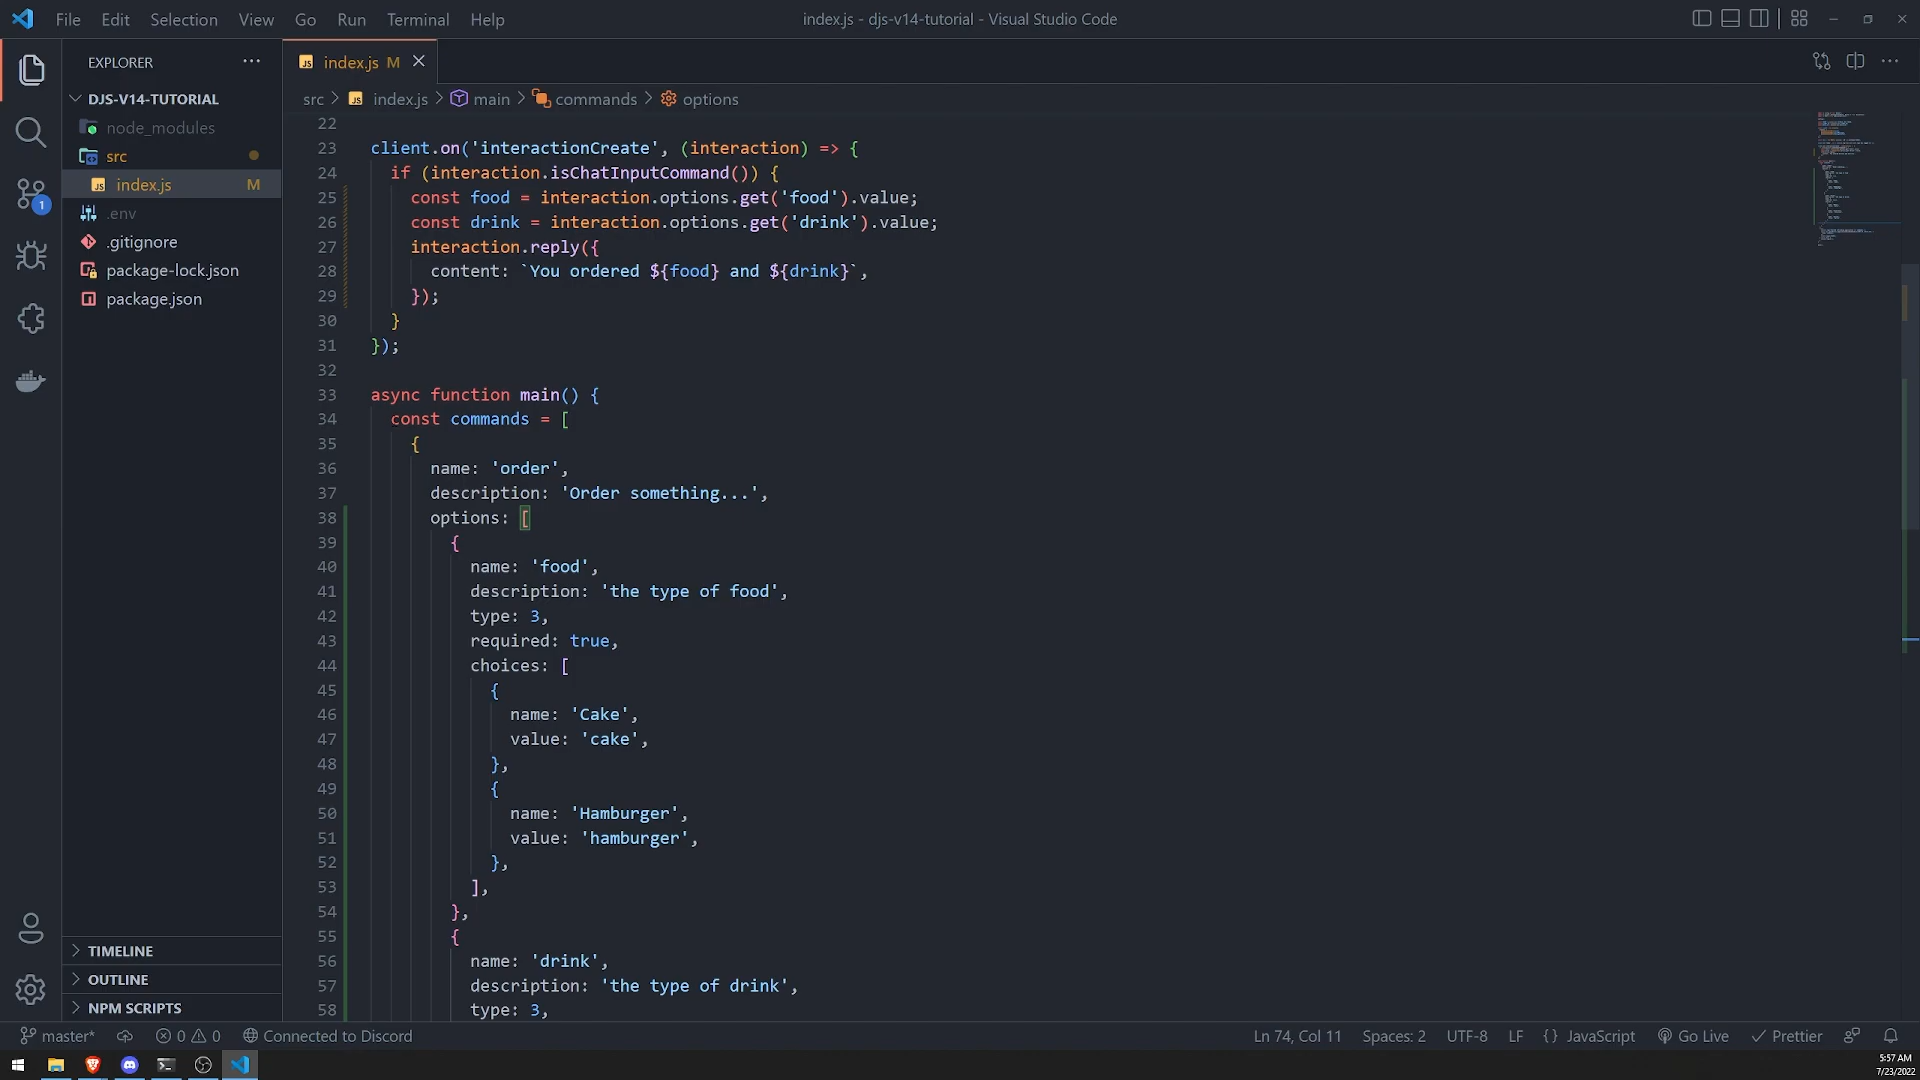 File Edit Selection View Go Run Terminal Help
index.js - djs-v14-tutorial - Visual Studio Code
EXPLORER
index.js M
DJS-V14-TUTORIAL
node_modules
src
index.js M
.env
.gitignore
package-lock.json
package.json
1
TIMELINE
OUTLINE
NPM SCRIPTS
src > index.js > main > commands > options
22
23 client.on('interactionCreate', (interaction) => {
24 if (interaction.isChatInputCommand()) {
25 const food = interaction.options.get('food').value;
26 const drink = interaction.options.get('drink').value;
27 interaction.reply({
28 content: `You ordered ${food} and ${drink}`,
29 });
30 }
31 });
32
33 async function main() {
34 const commands = [
35 {
36 name: 'order',
37 description: 'Order something...',
38 options: [
39 {
40 name: 'food',
41 description: 'the type of food',
42 type: 3,
43 required: true,
44 choices: [
45 {
46 name: 'Cake',
47 value: 'cake',
48 },
49 {
50 name: 'Hamburger',
51 value: 'hamburger',
52 },
53 ],
54 },
55 {
56 name: 'drink',
57 description: 'the type of drink',
58 type: 3,
master* 0 0 Connected to Discord
Ln 74, Col 11 Spaces: 2 UTF-8 LF {} JavaScript Go Live Prettier
5:57 AM
7/23/2022